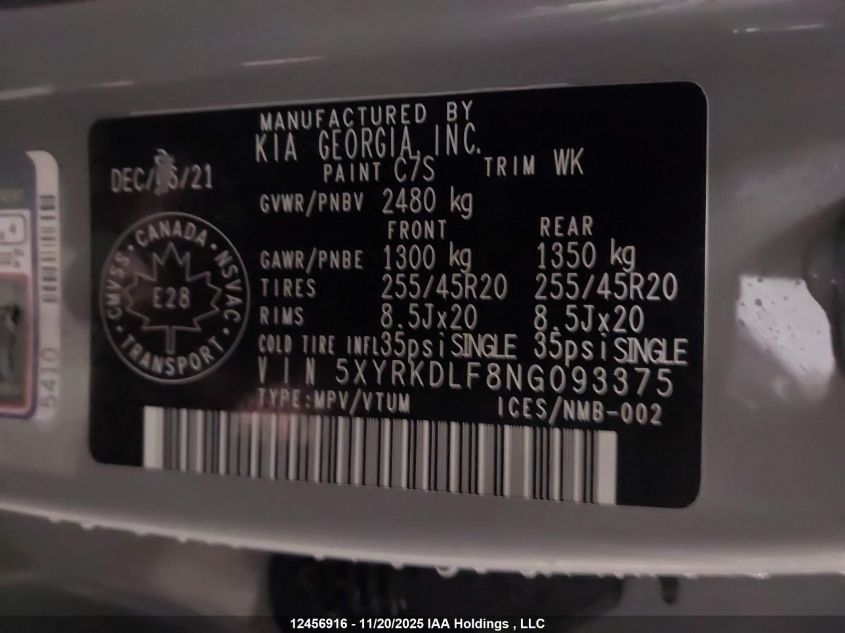 MANUFACTURED BY
KIA GEORGIA, INC.
PAINT C7S TRIM WK
GVWR/PNBV 2480 kg
FRONT REAR
GAWR/PNBE 1300 kg 1350 kg
TIRES 255/45R20 255/45R20
RIMS 8.5Jx20 8.5Jx20
COLD TIRE INFL 35psi SINGLE 35psi SINGLE
VIN 5XYRKDLF8NG093375
TYPE:MPV/VTUM ICES/NMB-002
CANADA
CMVSS NSVAC
E28
TRANSPORT
5410
12456916 - 11/20/2025 IAA Holdings , LLC